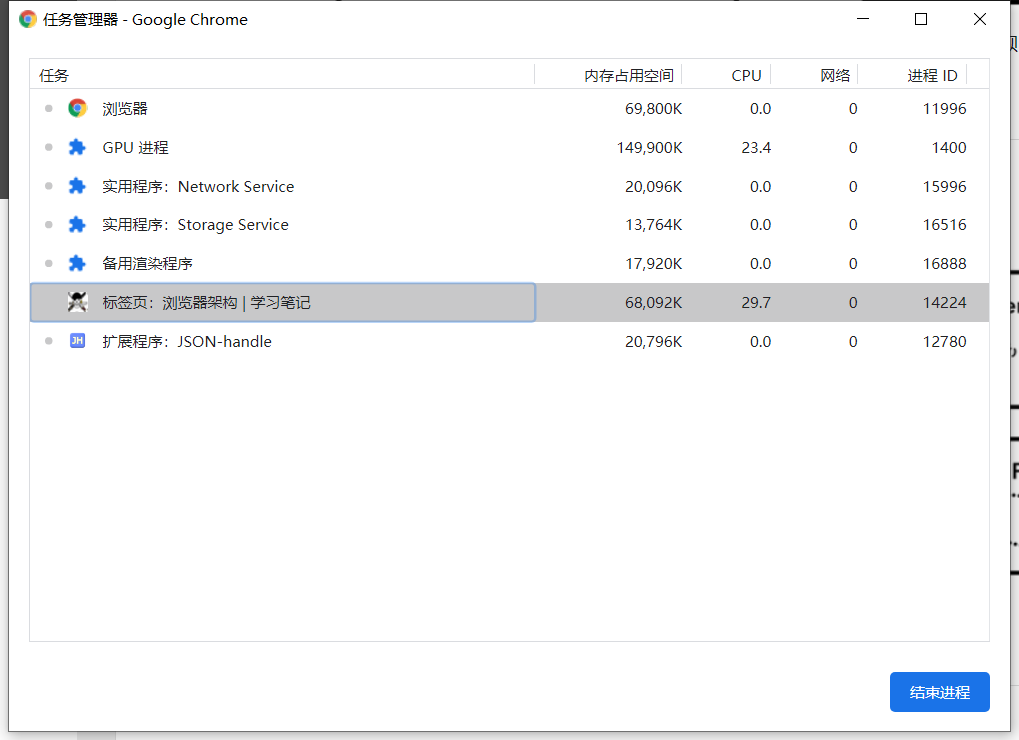 任务管理器 - Google Chrome
任务 内存占用空间 CPU 网络 进程 ID
浏览器 69,800K 0.0 0 11996
GPU 进程 149,900K 23.4 0 1400
实用程序：Network Service 20,096K 0.0 0 15996
实用程序：Storage Service 13,764K 0.0 0 16516
备用渲染程序 17,920K 0.0 0 16888
标签页：浏览器架构 | 学习笔记 68,092K 29.7 0 14224
JH 扩展程序：JSON-handle 20,796K 0.0 0 12780
结束进程